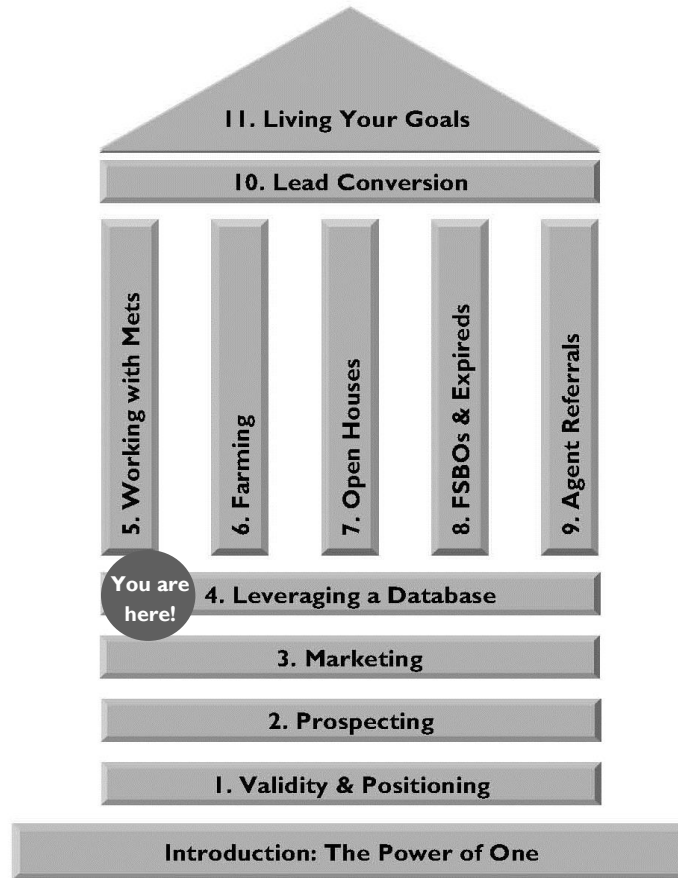 11. Living Your Goals
10. Lead Conversion
5. Working with Mets
6. Farming
7. Open Houses
8. FSBOs & Expireds
9. Agent Referrals
You are
here!
4. Leveraging a Database
3. Marketing
2. Prospecting
1. Validity & Positioning
Introduction: The Power of One